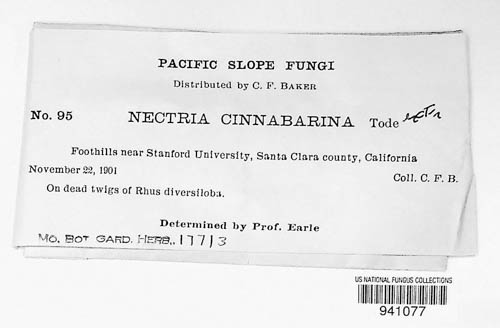 PACIFIC SLOPE FUNGI
Distributed by C. F. BAKER
No. 95 NECTRIA CINNABARINA Tode
Foothills near Stanford University, Santa Clara county, California
November 22, 1901 Coll. C. F. B.
On dead twigs of Rhus diversiloba.
Determined by Prof. Earle
MO. BOT GARD. HERB., 17713
US NATIONAL FUNGUS COLLECTIONS
941077